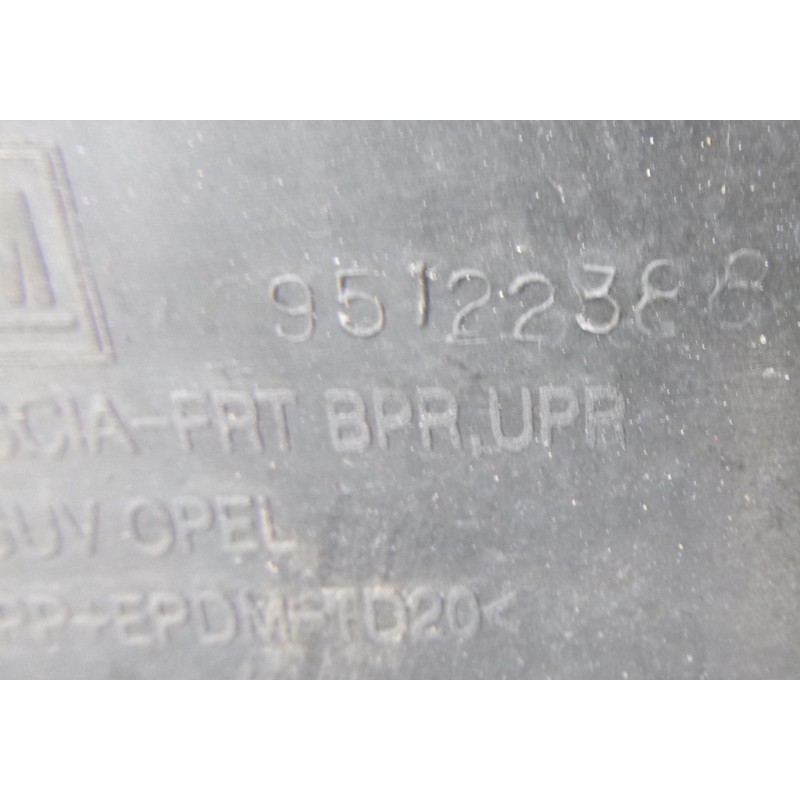 M
95122388
SCIA-FRT BPR,UPR
SUV OPEL
PP+EPDM+TD20<